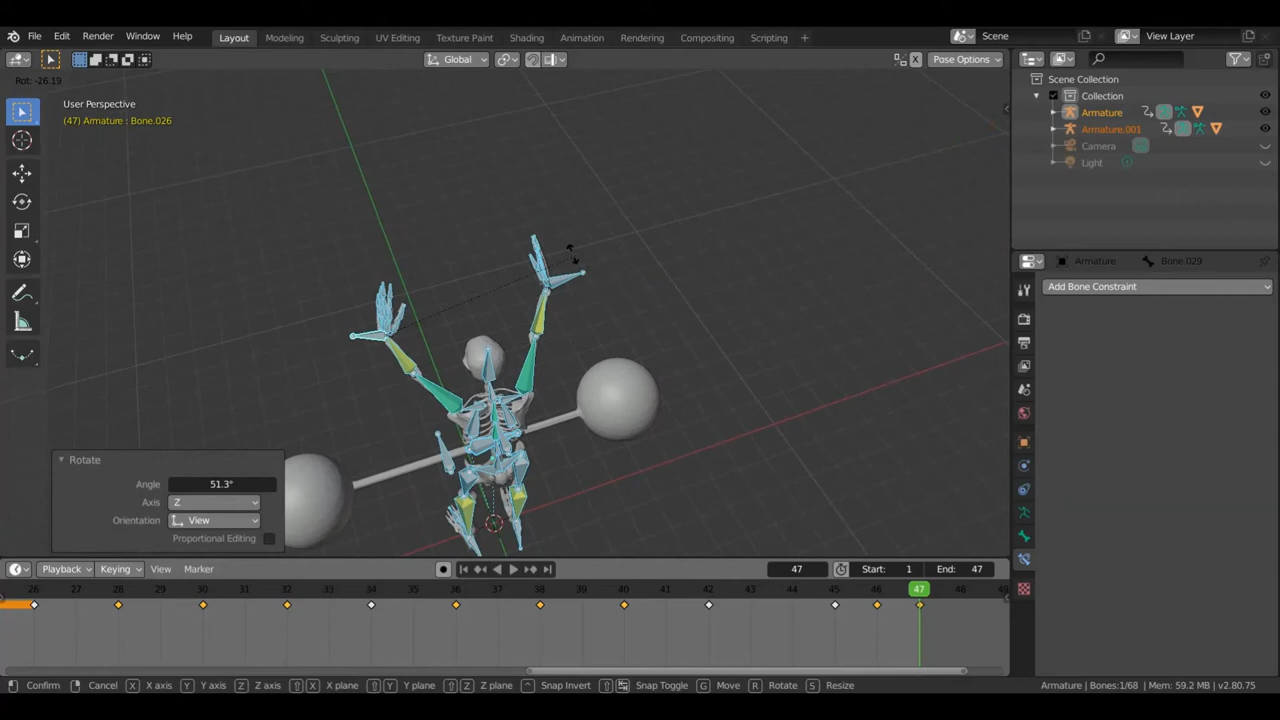 File Edit Render Window Help Layout Modeling Sculpting UV Editing Texture Paint Shading Animation Rendering Compositing Scripting + Scene View Layer
Global Pose Options
Rot: -26.19
User Perspective
(47) Armature : Bone.026
Scene Collection
Collection
Armature
Armature.001
Camera
Light
Armature Bone.029
Add Bone Constraint
Rotate
Angle 51.3°
Axis Z
Orientation View
Proportional Editing
Playback Keying View Marker 47 Start: 1 End: 47
26 27 28 29 30 31 32 33 34 35 36 37 38 39 40 41 42 43 44 45 46 47 48 49
Confirm Cancel X X axis Y Y axis Z Z axis X X plane Y Y plane Z Z plane Snap Invert Snap Toggle G Move R Rotate S Resize Armature | Bones:1/68 | Mem: 59.2 MB | v2.80.75